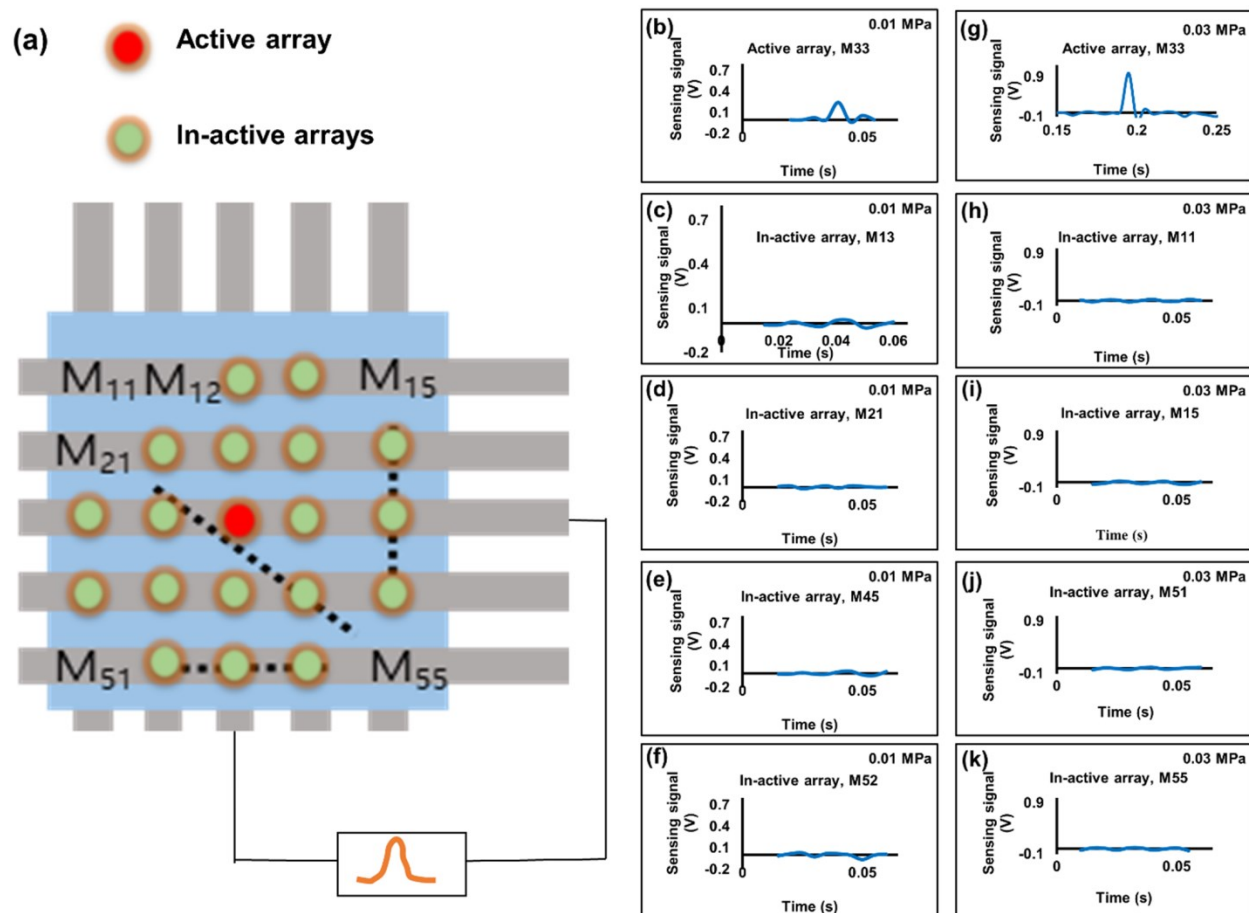 (a)
Active array
In-active arrays
M11 M12 M15
M21
M51 M55
(b)
0.01 MPa
Active array, M33
Sensing signal
(V)
0.7
0.4
0.1
-0.2
0
0.05
Time (s)
(c)
0.01 MPa
In-active array, M13
Sensing signal
(V)
0.7
0.4
0.1
-0.2
0
0.02 0.04 0.06
Time (s)
(d)
0.01 MPa
In-active array, M21
Sensing signal
(V)
0.7
0.4
0.1
-0.2
0
0.05
Time (s)
(e)
0.01 MPa
In-active array, M45
Sensing signal
(V)
0.7
0.4
0.1
-0.2
0
0.05
Time (s)
(f)
0.01 MPa
In-active array, M52
Sensing signal
(V)
0.7
0.4
0.1
-0.2
0
0.05
Time (s)
(g)
0.03 MPa
Active array, M33
Sensing signal
(V)
0.9
-0.1
0.15 0.2 0.25
Time (s)
(h)
0.03 MPa
In-active array, M11
Sensing signal
(V)
0.9
-0.1
0
0.05
Time (s)
(i)
0.03 MPa
In-active array, M15
Sensing signal
(V)
0.9
-0.1
0
0.05
Time (s)
(j)
0.03 MPa
In-active array, M51
Sensing signal
(V)
0.9
-0.1
0
0.05
Time (s)
(k)
0.03 MPa
In-active array, M55
Sensing signal
(V)
0.9
-0.1
0
0.05
Time (s)